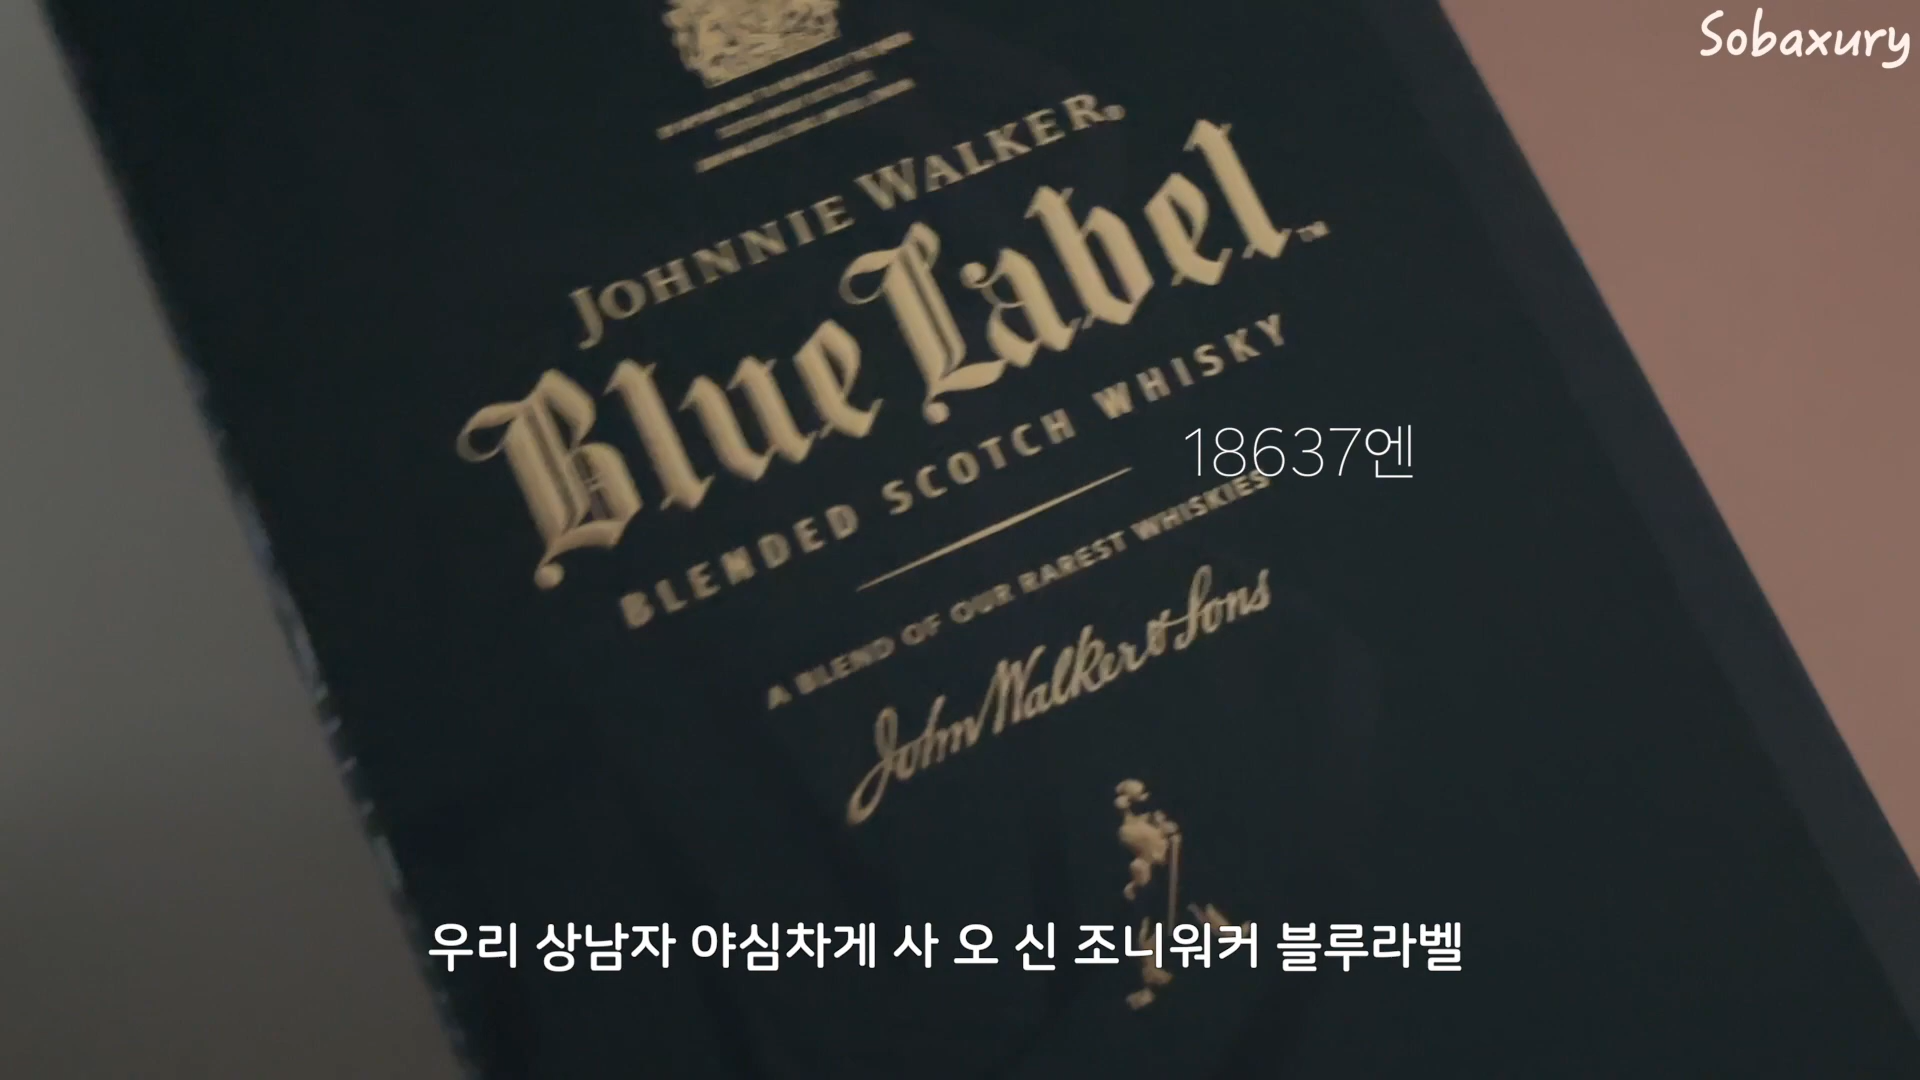 Sobaxury
JOHNNIE WALKER.
Blue Label™
BLENDED SCOTCH WHISKY
18637엔
A BLEND OF OUR RAREST WHISKIES
John Walker & Sons
우리 상남자 야심차게 사 오 신 조니워커 블루라벨
TM